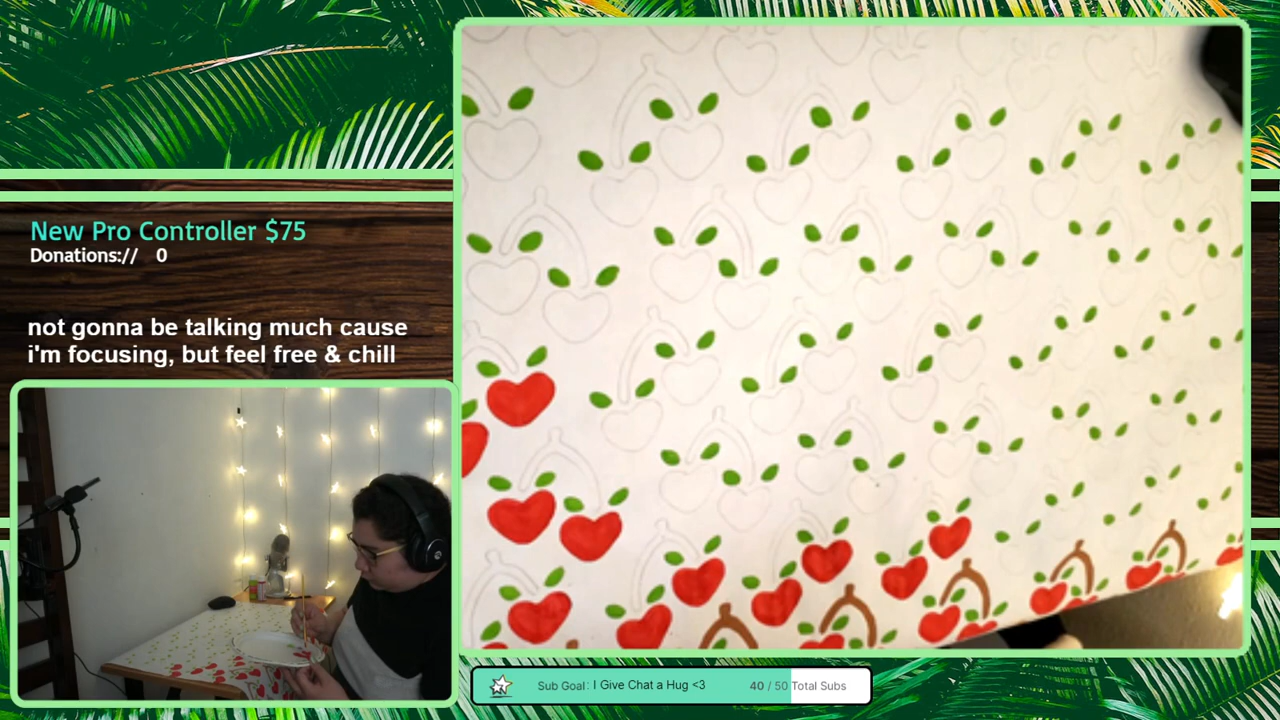 New Pro Controller $75
Donations:// 0
not gonna be talking much cause
i'm focusing, but feel free & chill
Sub Goal: I Give Chat a Hug <3 40 / 50 Total Subs